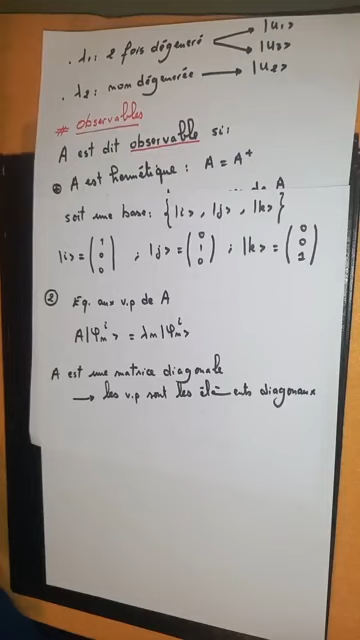 . λ1: 2 fois dégeneré → |u1>
→ |u3>
. λ2: non dégenerée → |u2>
# Observables
A est dit observable si:
⊕ A est hermétique: A = A⁺
de A
soit une base: {|i>, |j>, |k>}
|i> = (1 0 0) ; |j> = (0 1 0) ; |k> = (0 0 1)
② Eq. aux v.p de A
A|φₙⁱ> = λₙ|φₙⁱ>
A est une matrice diagonale
→ les v.p sont les éléments diagonaux